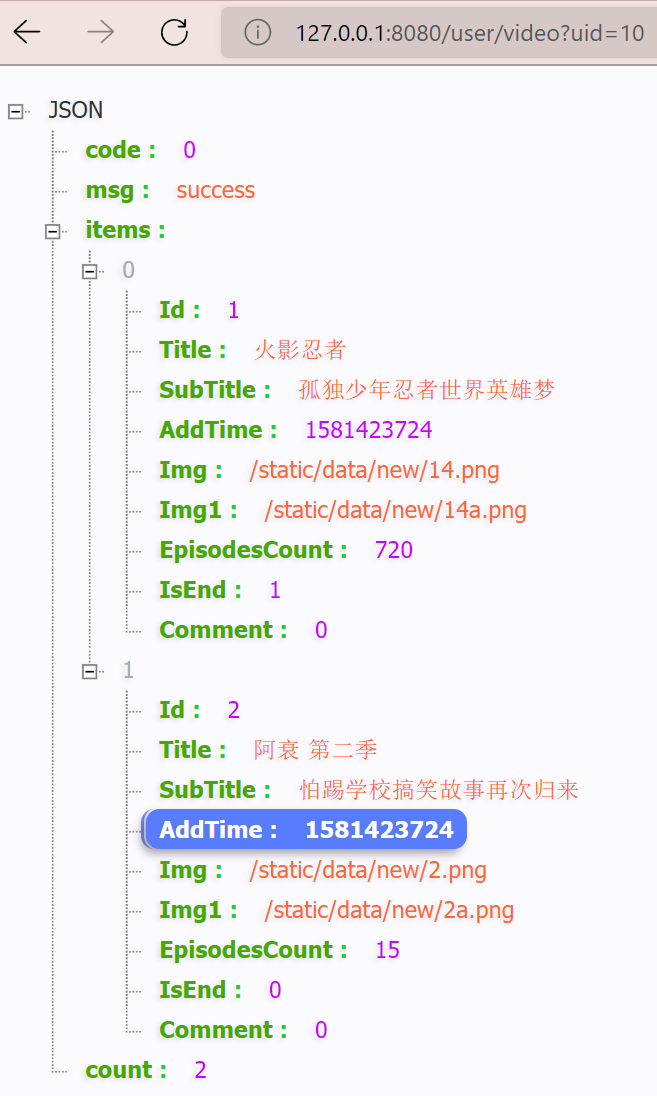 127.0.0.1:8080/user/video?uid=10
JSON
code : 0
msg : success
items :
0
Id : 1
Title : 火影忍者
SubTitle : 孤独少年忍者世界英雄梦
AddTime : 1581423724
Img : /static/data/new/14.png
Img1 : /static/data/new/14a.png
EpisodesCount : 720
IsEnd : 1
Comment : 0
1
Id : 2
Title : 阿衰 第二季
SubTitle : 怕踢学校搞笑故事再次归来
AddTime : 1581423724
Img : /static/data/new/2.png
Img1 : /static/data/new/2a.png
EpisodesCount : 15
IsEnd : 0
Comment : 0
count : 2